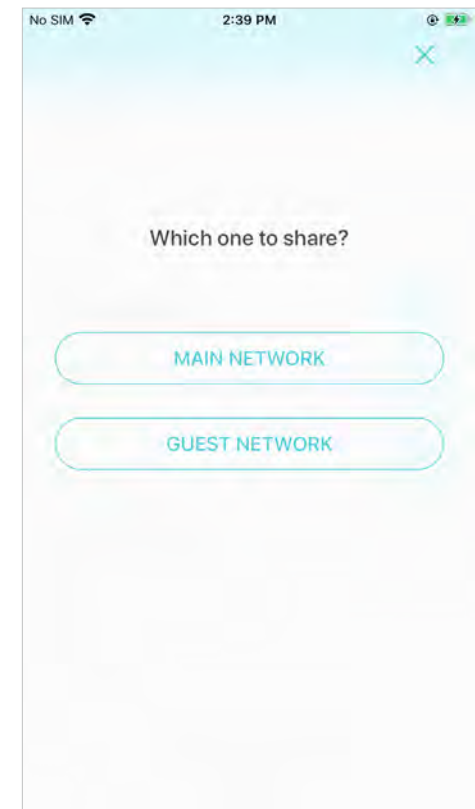 No SIM 2:39 PM
Which one to share?
MAIN NETWORK
GUEST NETWORK